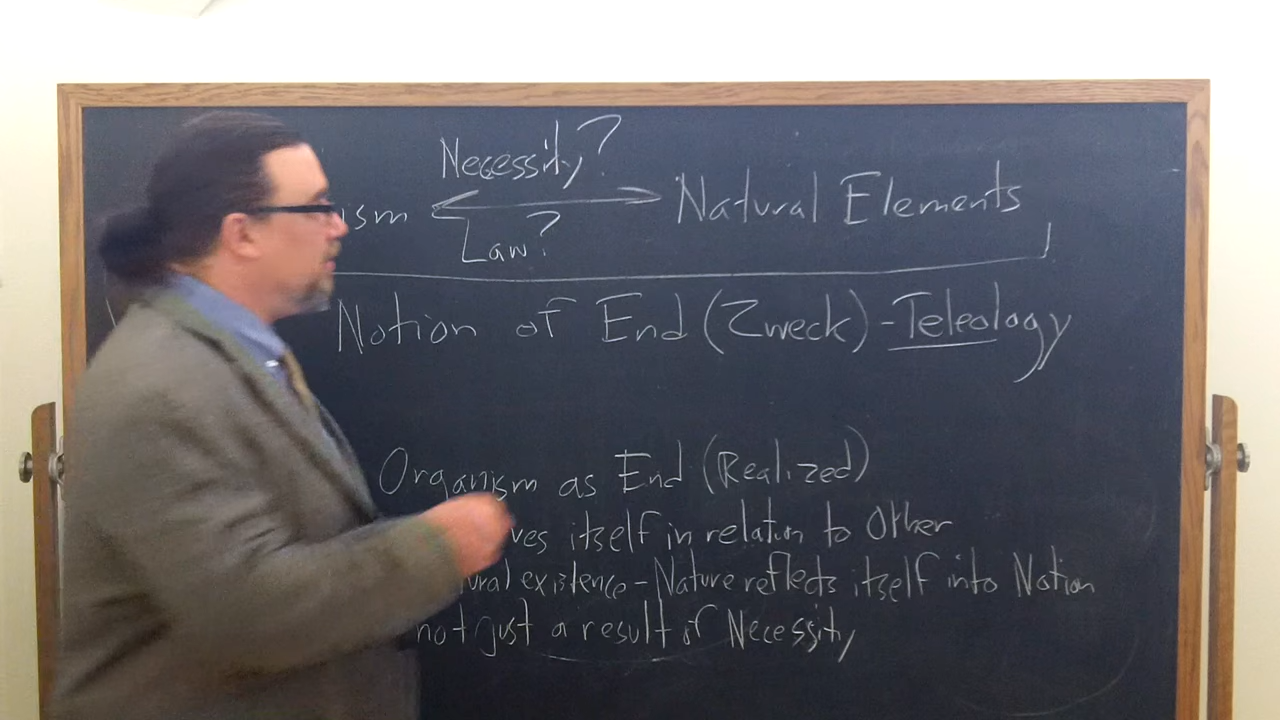 Necessity?
ism Natural Elements
Law?
Notion of End (Zweck) - Teleology
Organism as End (Realized)
ves itself in relation to Other
ural existence - Nature reflects itself into Notion
not just a result of Necessity